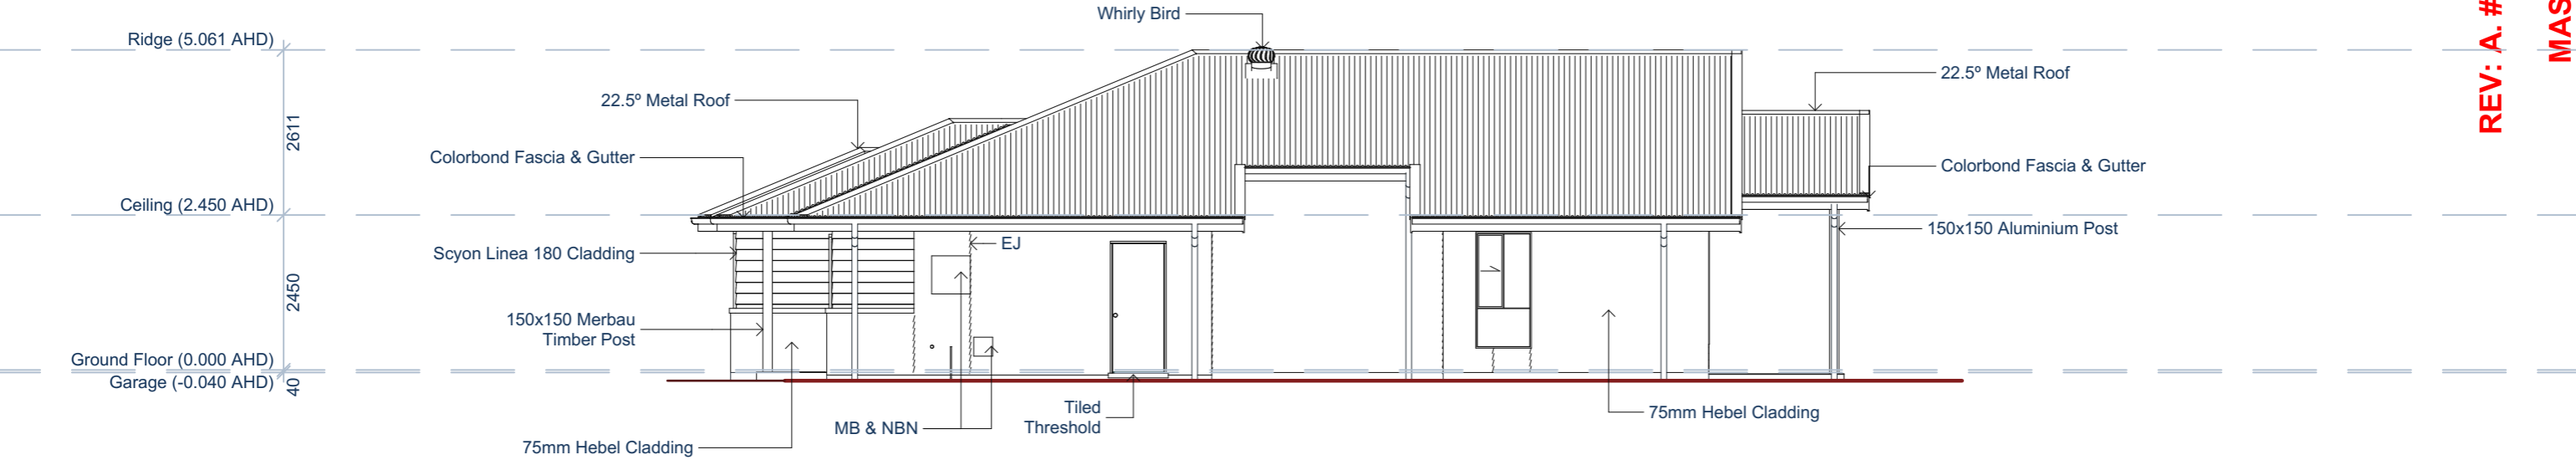 Whirly Bird
REV: A. #
MAS
Ridge (5.061 AHD)
22.5º Metal Roof
22.5º Metal Roof
2611
Colorbond Fascia & Gutter
Colorbond Fascia & Gutter
Ceiling (2.450 AHD)
150x150 Aluminium Post
EJ
Scyon Linea 180 Cladding
2450
150x150 Merbau
Timber Post
Ground Floor (0.000 AHD)
Garage (-0.040 AHD)
40
Tiled
Threshold
75mm Hebel Cladding
MB & NBN
75mm Hebel Cladding